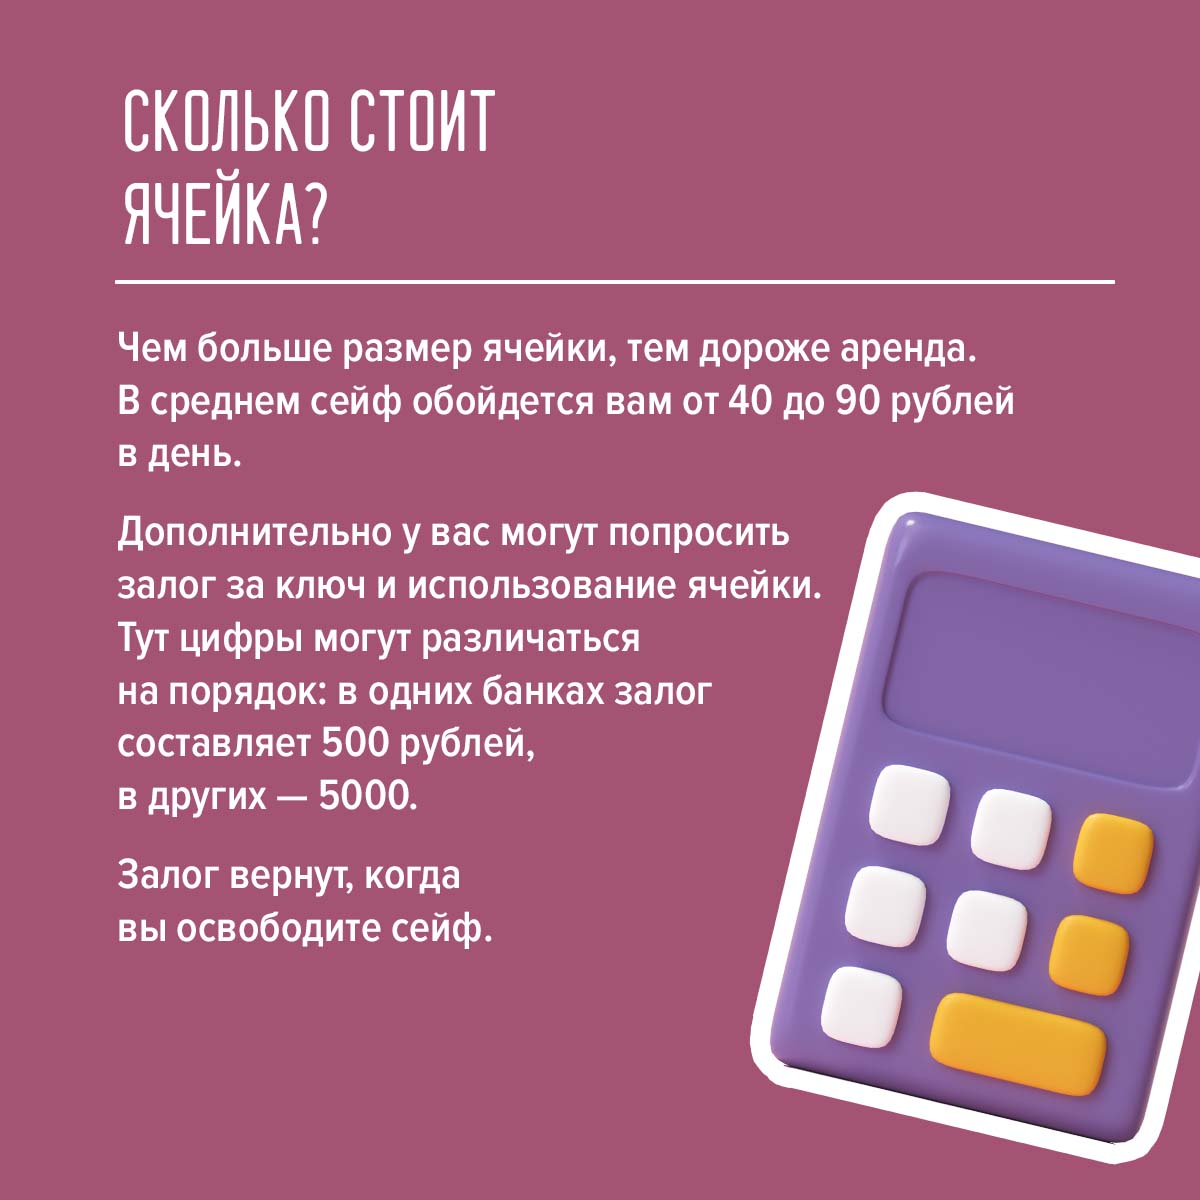 СКОЛЬКО СТОИТ
ЯЧЕЙКА?
Чем больше размер ячейки, тем дороже аренда.
В среднем сейф обойдется вам от 40 до 90 рублей
в день.
Дополнительно у вас могут попросить
залог за ключ и использование ячейки.
Тут цифры могут различаться
на порядок: в одних банках залог
составляет 500 рублей,
в других — 5000.
Залог вернут, когда
вы освободите сейф.